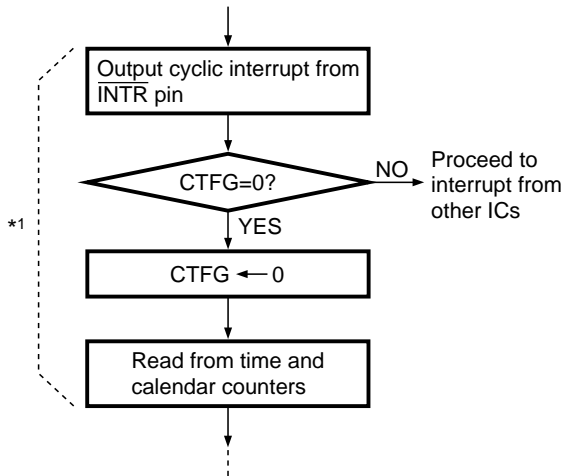 Output cyclic interrupt from
INTR pin
CTFG=0?
NO
Proceed to
interrupt from
other ICs
*1
YES
CTFG ← 0
Read from time and
calendar counters